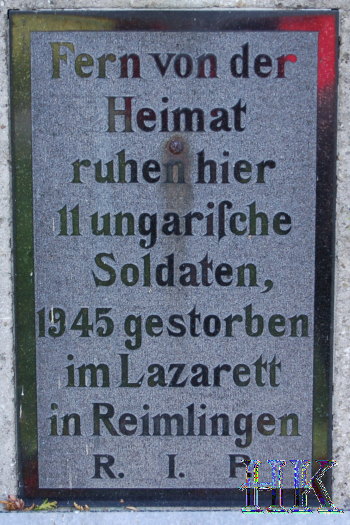 Fern von der
Heimat
ruhen hier
11 ungariſche
Soldaten,
1945 gestorben
im Lazarett
in Reimlingen
R. I. P.
HK